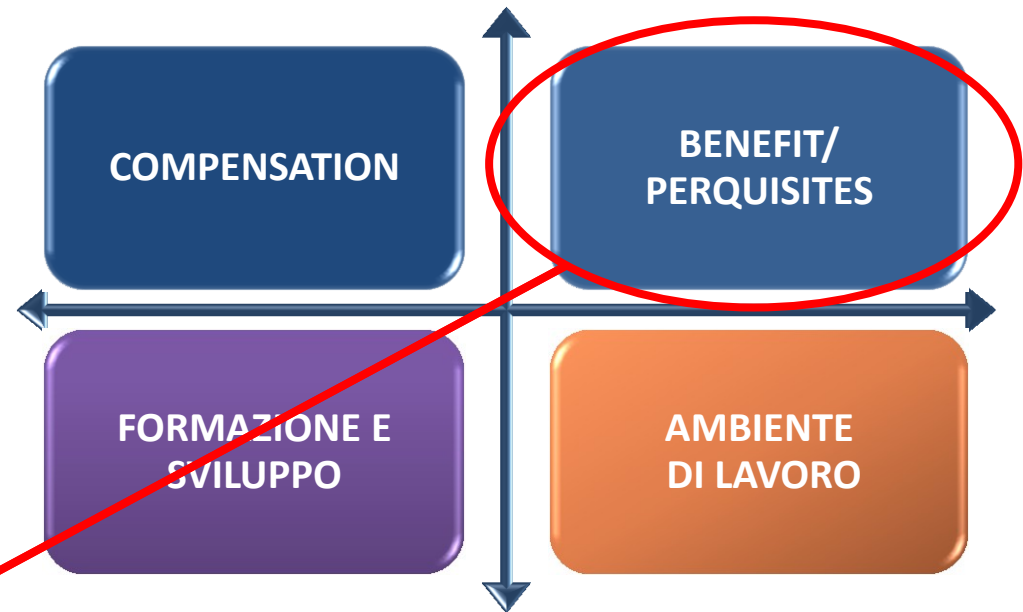 COMPENSATION
BENEFIT/
PERQUISITES
FORMAZIONE E
SVILUPPO
AMBIENTE
DI LAVORO